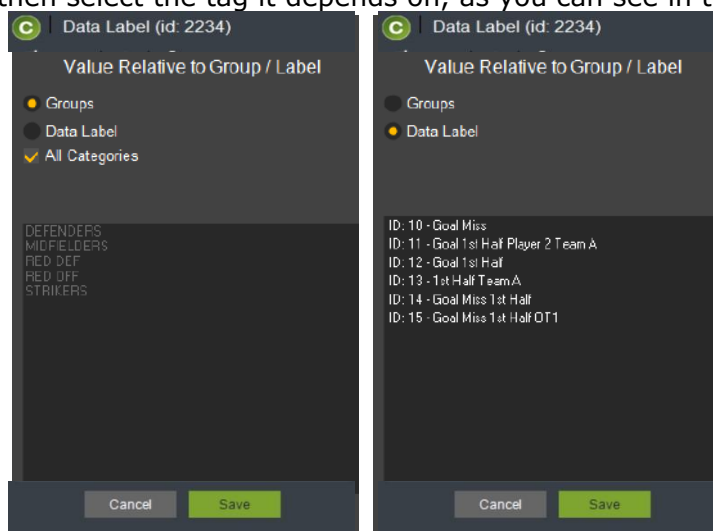 then select the tag it depends on, as you can see in t
C Data Label (id: 2234)
Value Relative to Group / Label
Groups
Data Label
All Categories
DEFENDERS
MIDFIELDERS
RED DEF
RED OFF
STRIKERS
Cancel
Save
C Data Label (id: 2234)
Value Relative to Group / Label
Groups
Data Label
ID: 10 - Goal Miss
ID: 11 - Goal 1st Half Player 2 Team A
ID: 12 - Goal 1st Half
ID: 13 - 1st Half Team A
ID: 14 - Goal Miss 1st Half
ID: 15 - Goal Miss 1st Half OT1
Cancel
Save